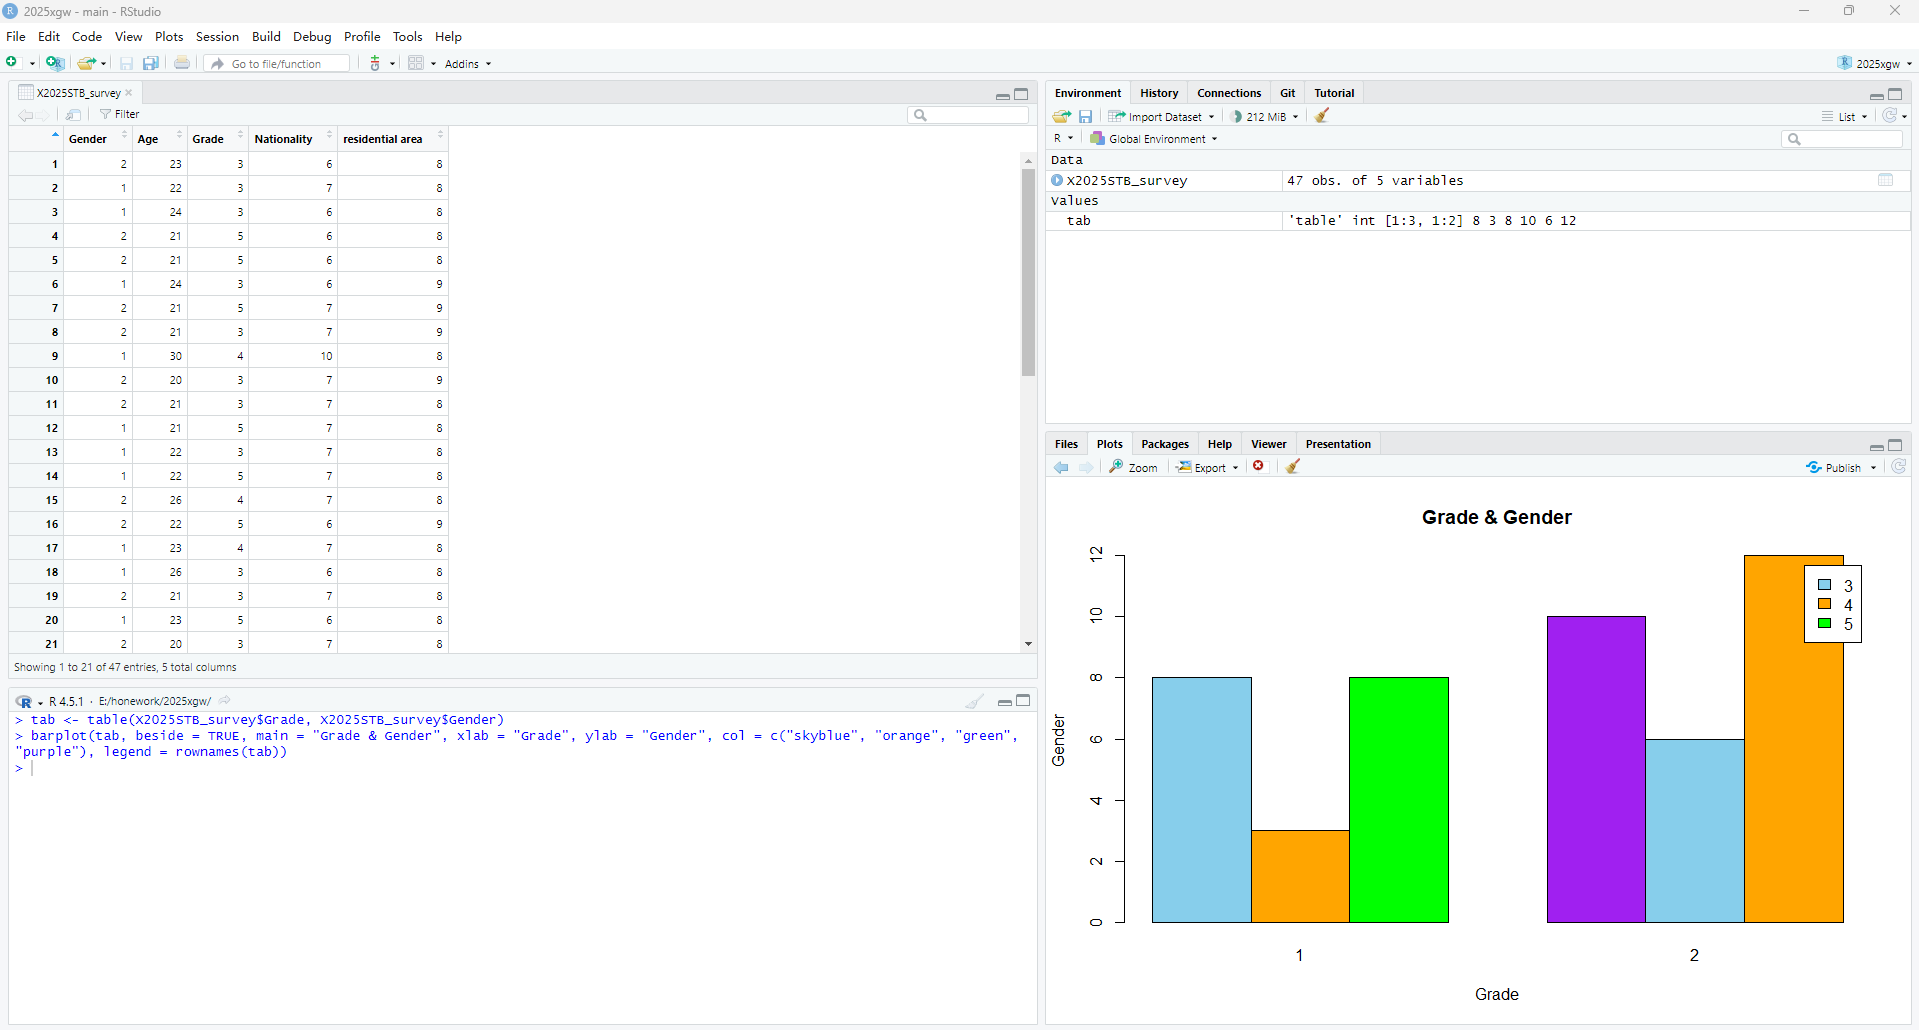 2025xgw - main - RStudio
File Edit Code View Plots Session Build Debug Profile Tools Help
Go to file/function Addins 2025xgw
X2025STB_survey
Filter
Gender Age Grade Nationality residential area
1 2 23 3 6 8
2 1 22 3 7 8
3 1 24 3 6 8
4 2 21 5 6 8
5 2 21 5 6 8
6 1 24 3 6 9
7 2 21 5 7 9
8 2 21 3 7 9
9 1 30 4 10 8
10 2 20 3 7 9
11 2 21 3 7 8
12 1 21 5 7 8
13 1 22 3 7 8
14 1 22 5 7 8
15 2 26 4 7 8
16 2 22 5 6 9
17 1 23 4 7 8
18 1 26 3 6 8
19 2 21 3 7 8
20 1 23 5 6 8
21 2 20 3 7 8
Showing 1 to 21 of 47 entries, 5 total columns
R 4.5.1 · E:/honework/2025xgw/
> tab <- table(X2025STB_survey$Grade, X2025STB_survey$Gender)
> barplot(tab, beside = TRUE, main = "Grade & Gender", xlab = "Grade", ylab = "Gender", col = c("skyblue", "orange", "green",
"purple"), legend = rownames(tab))
>
Environment History Connections Git Tutorial
Import Dataset 212 MiB List
R Global Environment
Data
X2025STB_survey 47 obs. of 5 variables
Values
tab 'table' int [1:3, 1:2] 8 3 8 10 6 12
Files Plots Packages Help Viewer Presentation
Zoom Export Publish
Grade & Gender
12
10
8
6
4
2
0
Gender
3
4
5
1 2
Grade